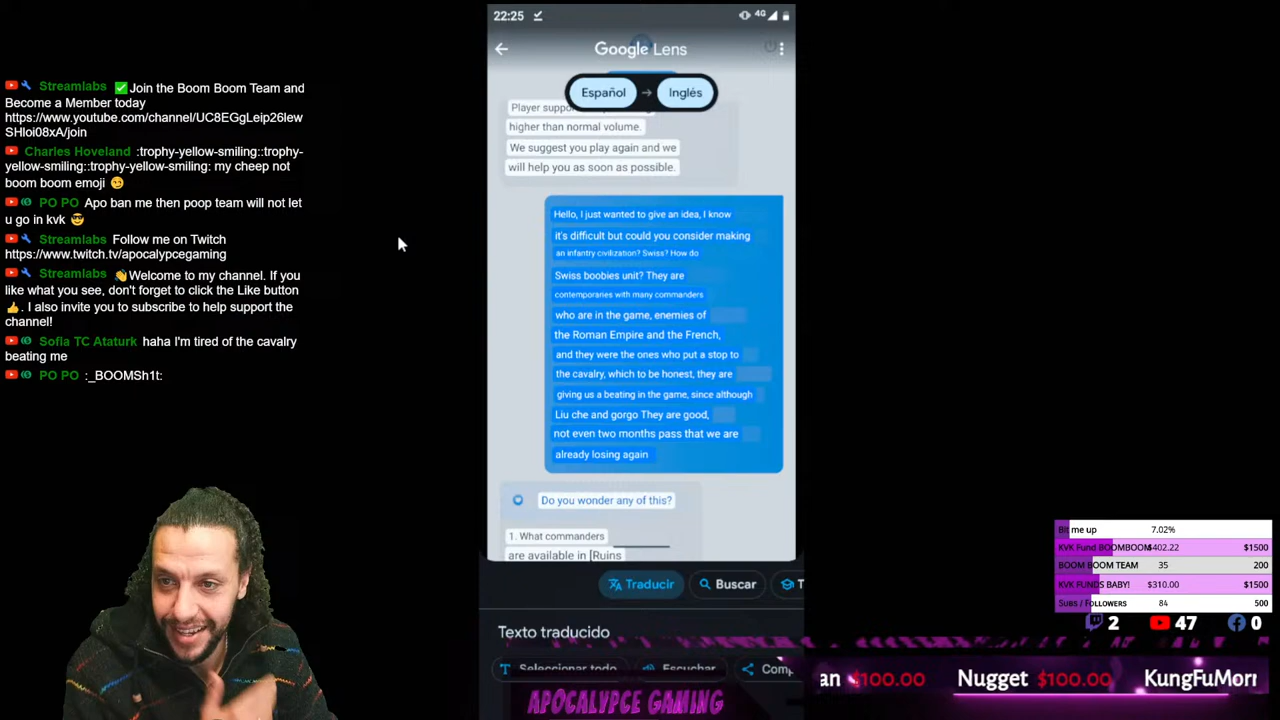 22:25
4G
Google Lens
Español → Inglés
higher than normal volume.
We suggest you play again and we
will help you as soon as possible.
Hello, I just wanted to give an idea, I know
it's difficult but could you consider making
an infantry civilization? Swiss? How do
Swiss boobies unit? They are
contemporaries with many commanders
who are in the game, enemies of
the Roman Empire and the French,
and they were the ones who put a stop to
the cavalry, which to be honest, they are
giving us a beating in the game, since although
Liu che and gorgo They are good,
not even two months pass that we are
already losing again
Do you wonder any of this?
1. What commanders
are available in [Ruins
Traducir
Buscar
T
Texto traducido
Seleccionar todo
Escuchar
Comp
APOCALYPCE GAMING
Streamlabs ✅Join the Boom Boom Team and
Become a Member today
https://www.youtube.com/channel/UC8EGgLeip26Iew
SHIoi08xA/join
Charles Hoveland :trophy-yellow-smiling::trophy-
yellow-smiling::trophy-yellow-smiling: my cheep not
boom boom emoji 😏
PO PO Apo ban me then poop team will not let
u go in kvk 😎
Streamlabs Follow me on Twitch
https://www.twitch.tv/apocalypcegaming
Streamlabs 👋Welcome to my channel. If you
like what you see, don't forget to click the Like button
👍. I also invite you to subscribe to help support the
channel!
Sofia TC Ataturk haha I'm tired of the cavalry
beating me
PO PO :_BOOMSh1t:
Bit me up 7.02%
KVK Fund BOOMBOOM $402.22 $1500
BOOM BOOM TEAM 35 200
KVK FUNDS BABY! $310.00 $1500
Subs / Followers 84 500
2 47 0
an $100.00 Nugget $100.00 KungFuMorr